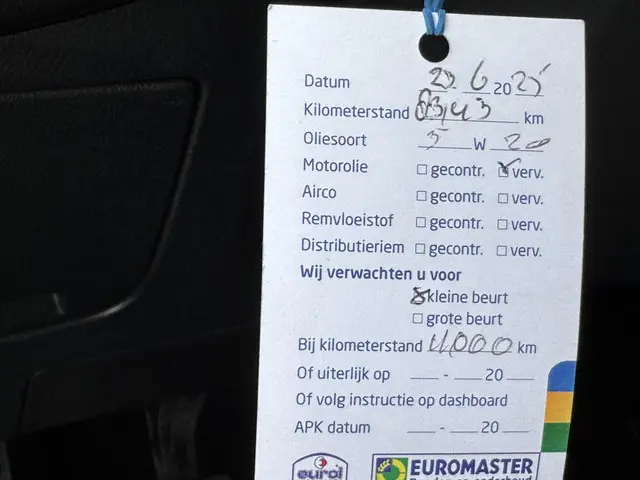 Datum 20 25
Kilometerstand km
Oliesoort 5 W 20
Motorolie gecontr. verv.
Airco gecontr. verv.
Remvloeistof gecontr. verv.
Distributieriem gecontr. verv.
Wij verwachten u voor
kleine beurt
grote beurt
Bij kilometerstand km
Of uiterlijk op - 20
Of volg instructie op dashboard
APK datum - 20
eurol EUROMASTER